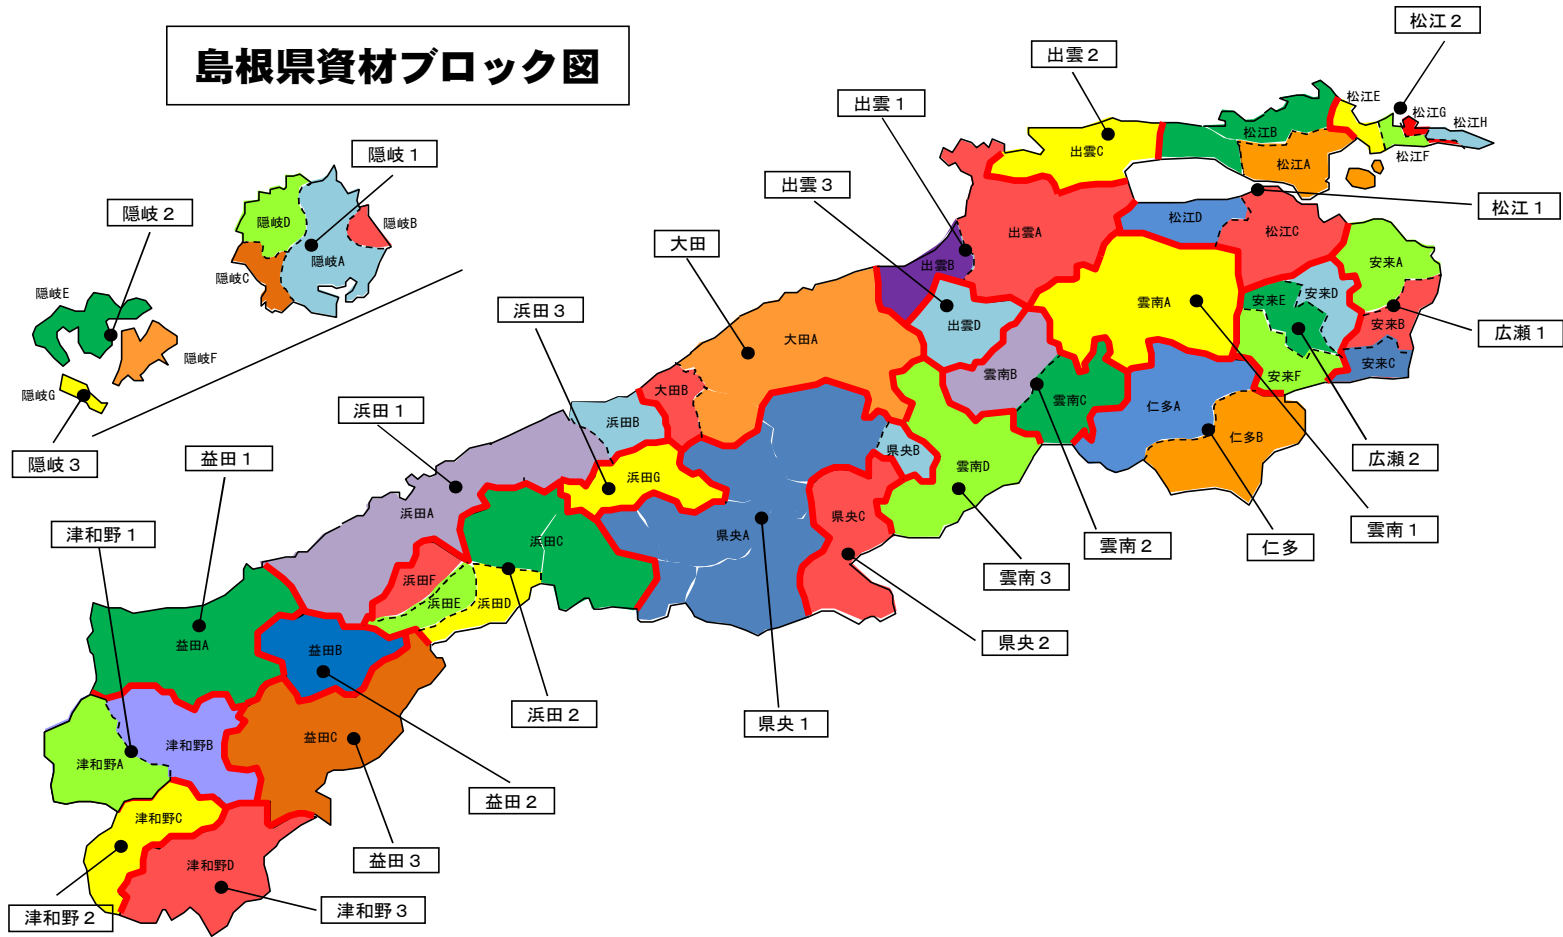 島根県資材ブロック図
松江２
出雲２
出雲１
松江E
松江G
松江H
松江B
松江F
松江A
出雲C
隠岐１
出雲３
隠岐２
松江１
隠岐D
隠岐B
松江D
出雲A
松江C
大田
隠岐A
隠岐C
出雲B
安来A
隠岐E
浜田３
雲南A
安来E
安来D
出雲D
安来B
広瀬１
大田A
隠岐F
安来C
雲南B
安来F
大田B
隠岐G
浜田１
雲南C
仁多A
浜田B
仁多B
隠岐３
益田１
県央B
広瀬２
雲南D
浜田G
浜田A
県央C
津和野１
県央A
雲南１
浜田C
雲南２
仁多
浜田F
雲南３
浜田E
浜田D
益田A
益田B
県央２
浜田２
県央１
益田C
津和野B
津和野A
益田２
津和野C
益田３
津和野D
津和野２
津和野３